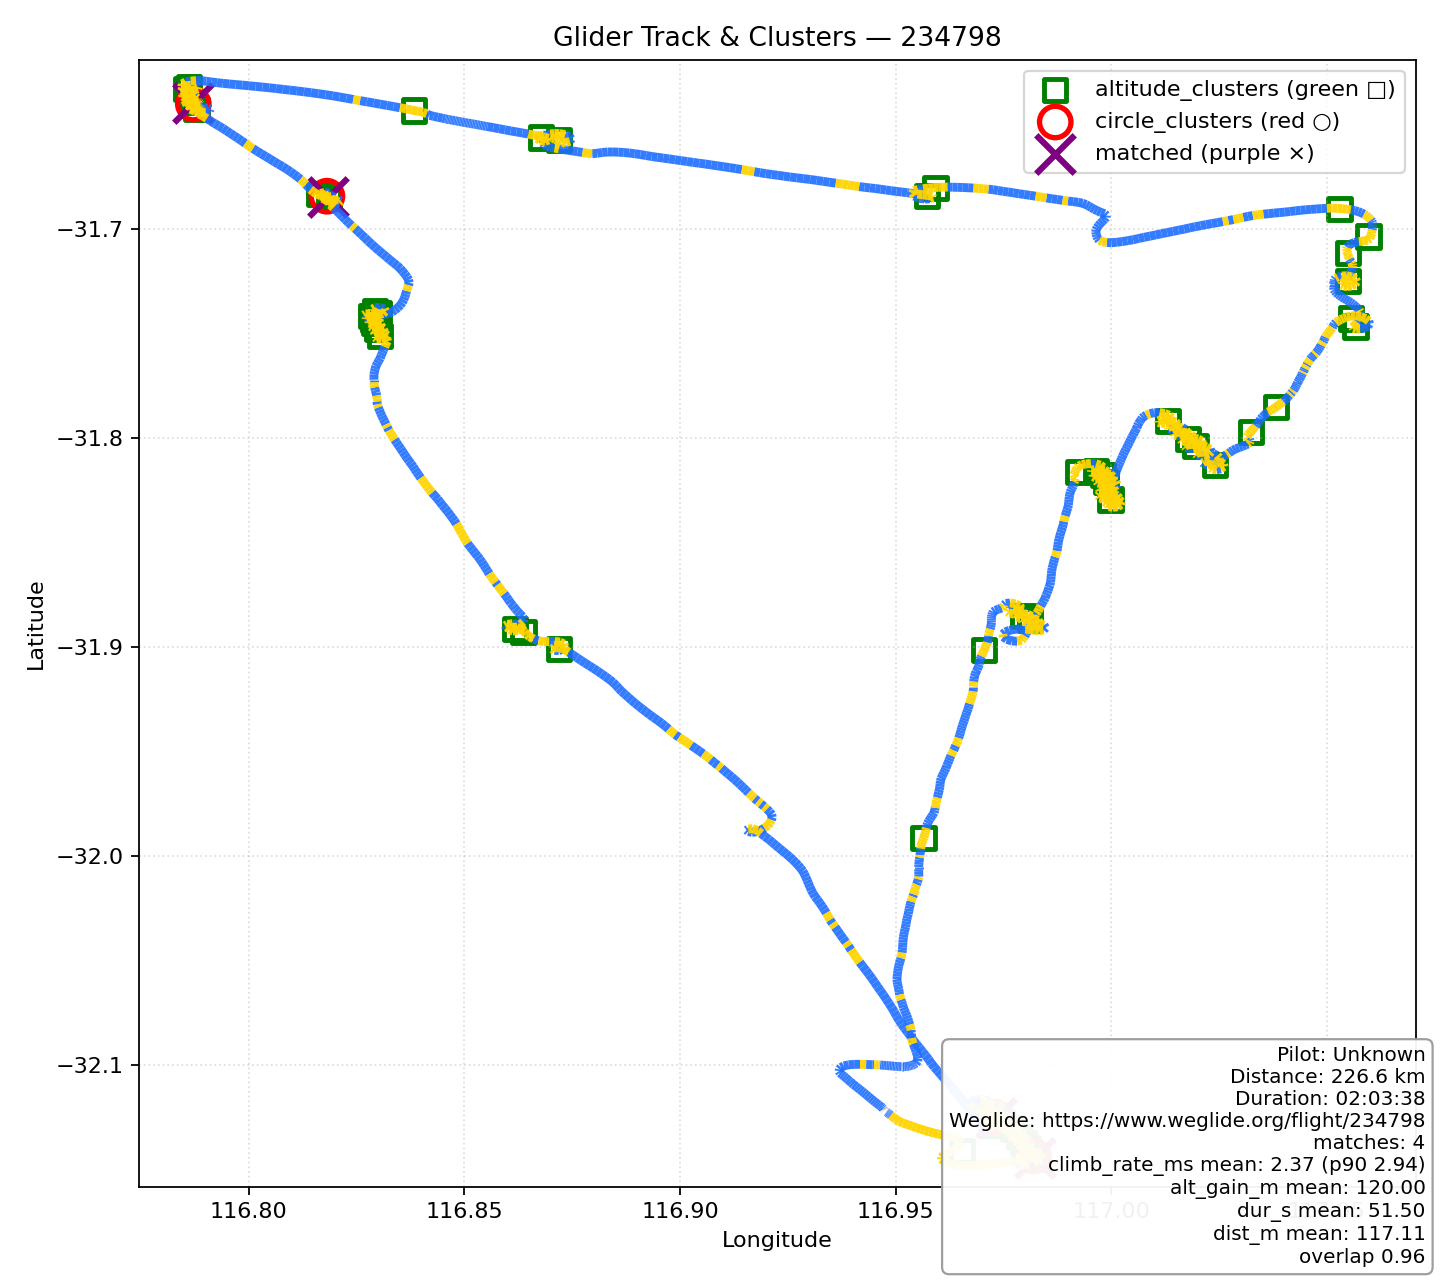 Glider Track & Clusters — 234798
altitude_clusters (green □)
circle_clusters (red ○)
matched (purple ×)
−31.7
−31.8
−31.9
−32.0
−32.1
Latitude
116.80
116.85
116.90
116.95
117.00
Longitude
Pilot: Unknown
Distance: 226.6 km
Duration: 02:03:38
Weglide: https://www.weglide.org/flight/234798
matches: 4
climb_rate_ms mean: 2.37 (p90 2.94)
alt_gain_m mean: 120.00
dur_s mean: 51.50
dist_m mean: 117.11
overlap 0.96